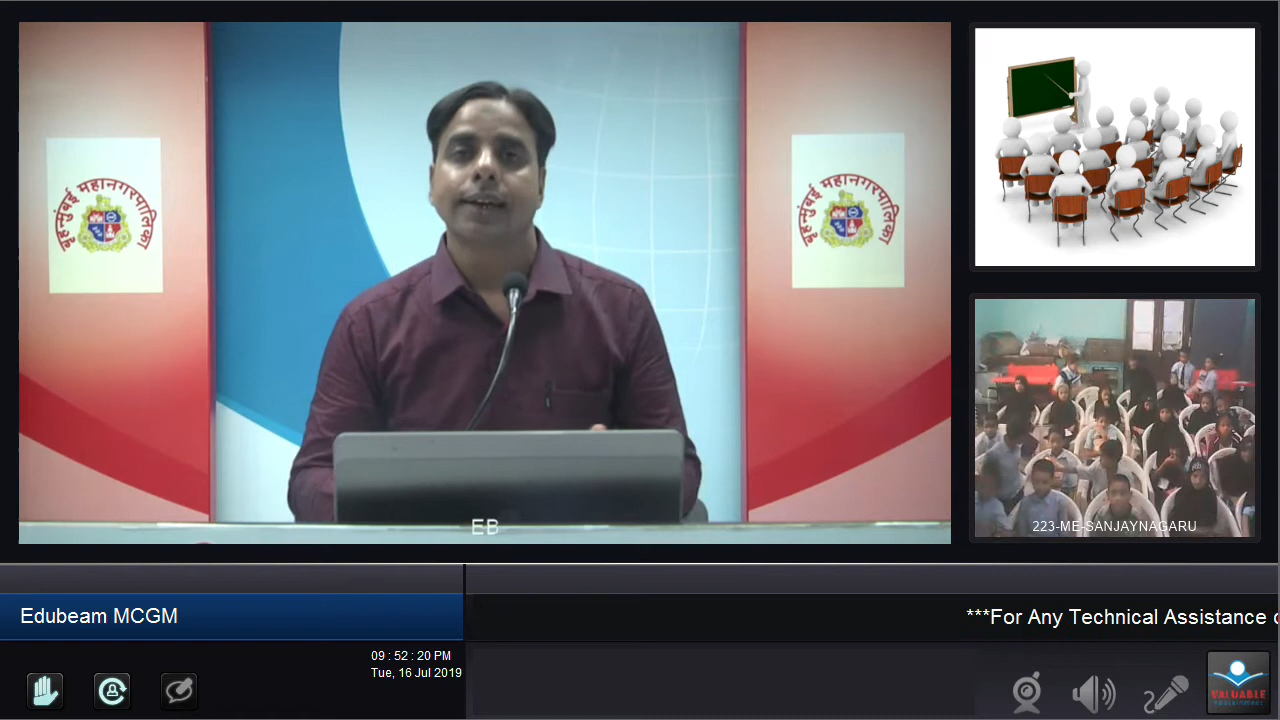 बृहन्मुंबई महानगरपालिका
बृहन्मुंबई महानगरपालिका
EB
223-ME-SANJAYNAGARU
Edubeam MCGM
***For Any Technical Assistance
09 : 52 : 20 PM
Tue, 16 Jul 2019
VALUABLE